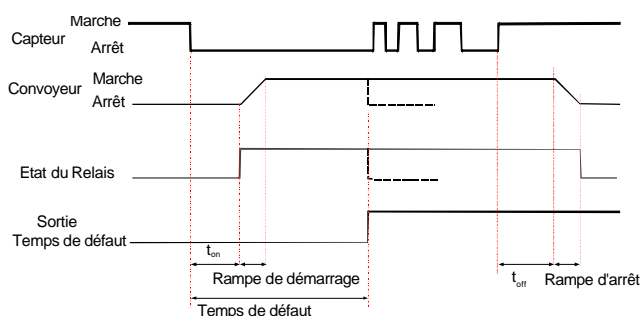 Marche
Capteur
Arrêt
Marche
Convoyeur
Arrêt
Etat du Relais
Sortie
Temps de défaut
ton
Rampe de démarrage
toff
Rampe d'arrêt
Temps de défaut